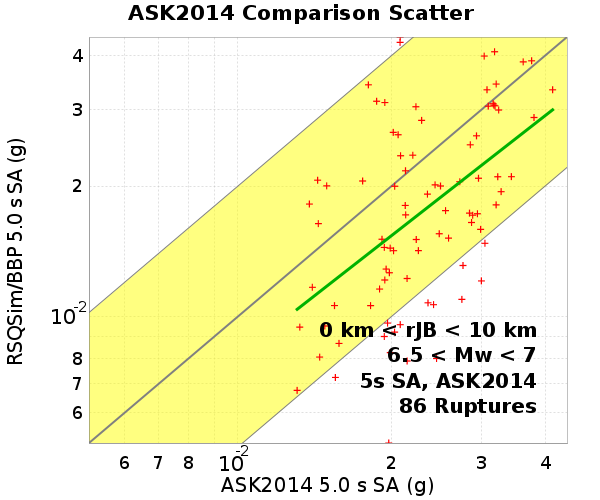 ASK2014 Comparison Scatter
RSQSim/BBP 5.0 s SA (g)
4
3
2
10-2
8
7
6
0 km < rJB < 10 km
6.5 < Mw < 7
5s SA, ASK2014
86 Ruptures
6 7 8 10-2 2 3 4
ASK2014 5.0 s SA (g)